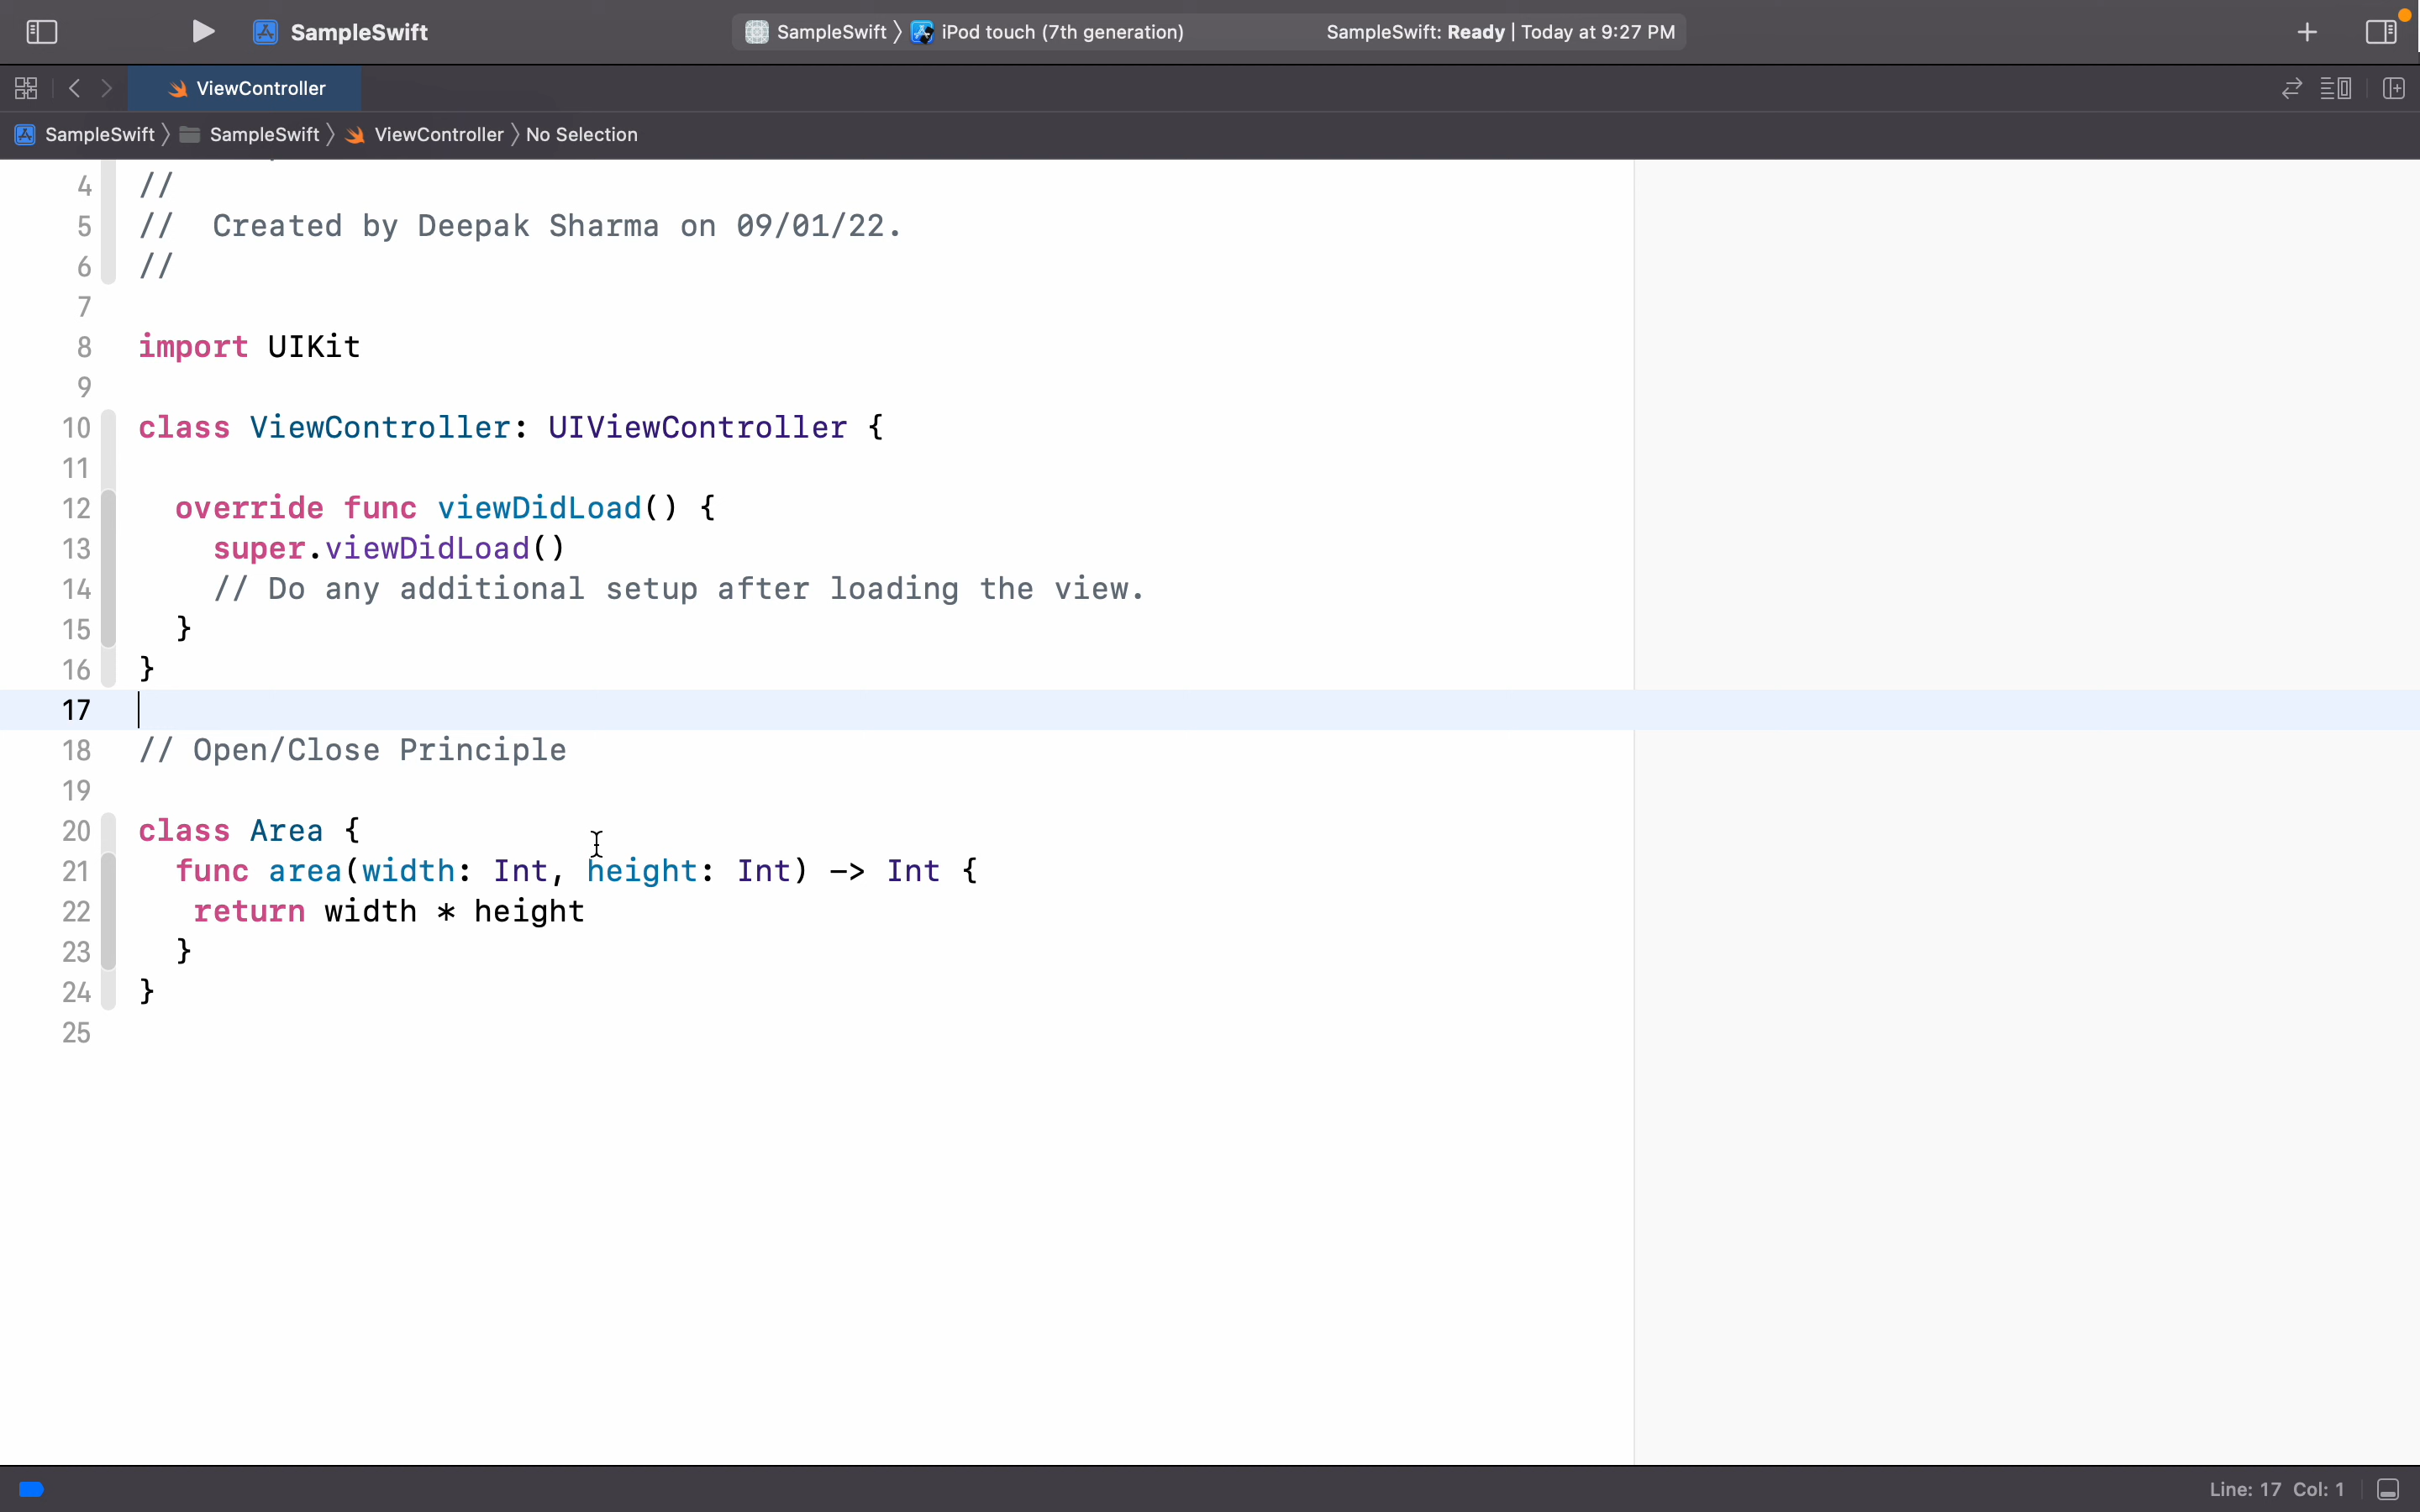 SampleSwift
SampleSwift 〉 iPod touch (7th generation)
SampleSwift: Ready | Today at 9:27 PM
ViewController
SampleSwift 〉 SampleSwift 〉 ViewController 〉 No Selection
4 //
5 //  Created by Deepak Sharma on 09/01/22.
6 //
7
8 import UIKit
9
10 class ViewController: UIViewController {
11
12   override func viewDidLoad() {
13     super.viewDidLoad()
14     // Do any additional setup after loading the view.
15   }
16 }
17
18 // Open/Close Principle
19
20 class Area {
21   func area(width: Int, height: Int) -> Int {
22    return width * height
23   }
24 }
25
Line: 17 Col: 1